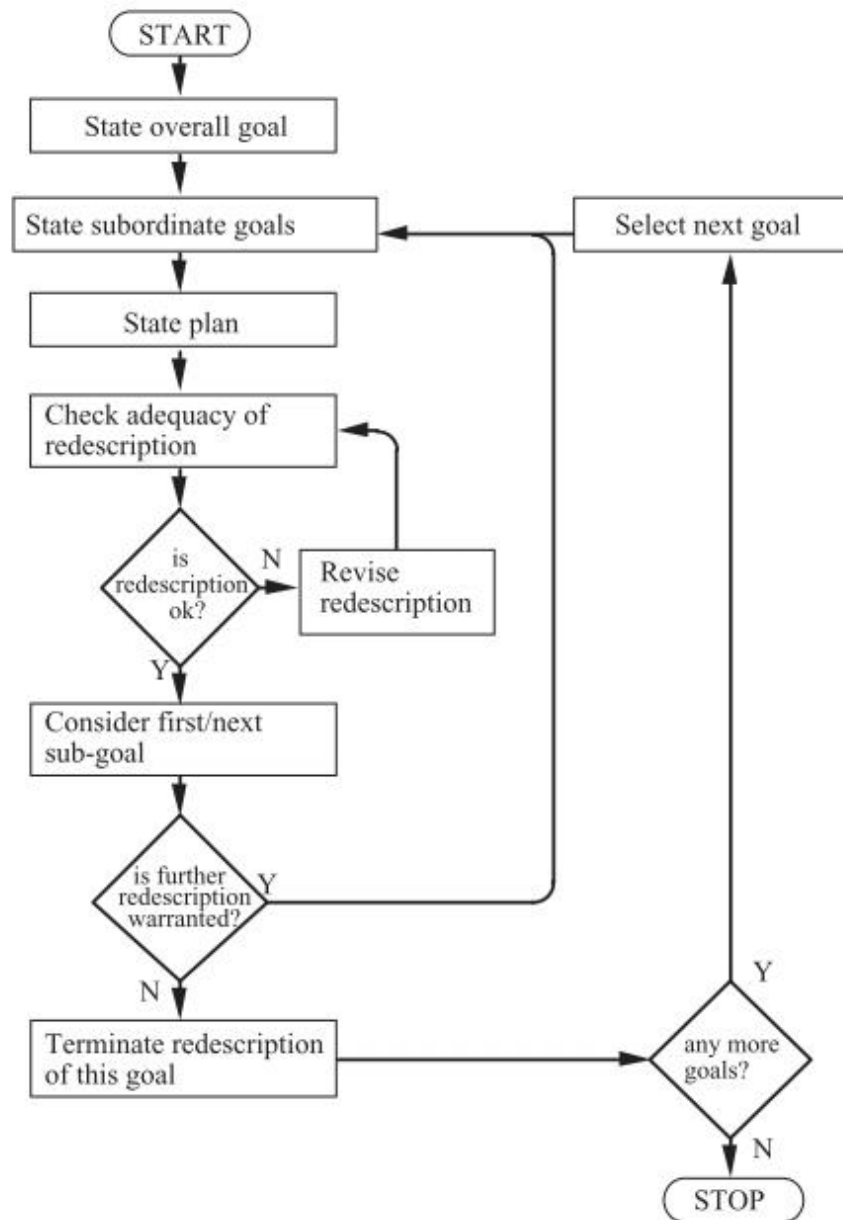 START
State overall goal
State subordinate goals
Select next goal
State plan
Check adequacy of
redescription
is
redescription
ok?
N
Revise
redescription
Y
Consider first/next
sub-goal
is further
redescription
warranted?
Y
N
Terminate redescription
of this goal
any more
goals?
Y
N
STOP